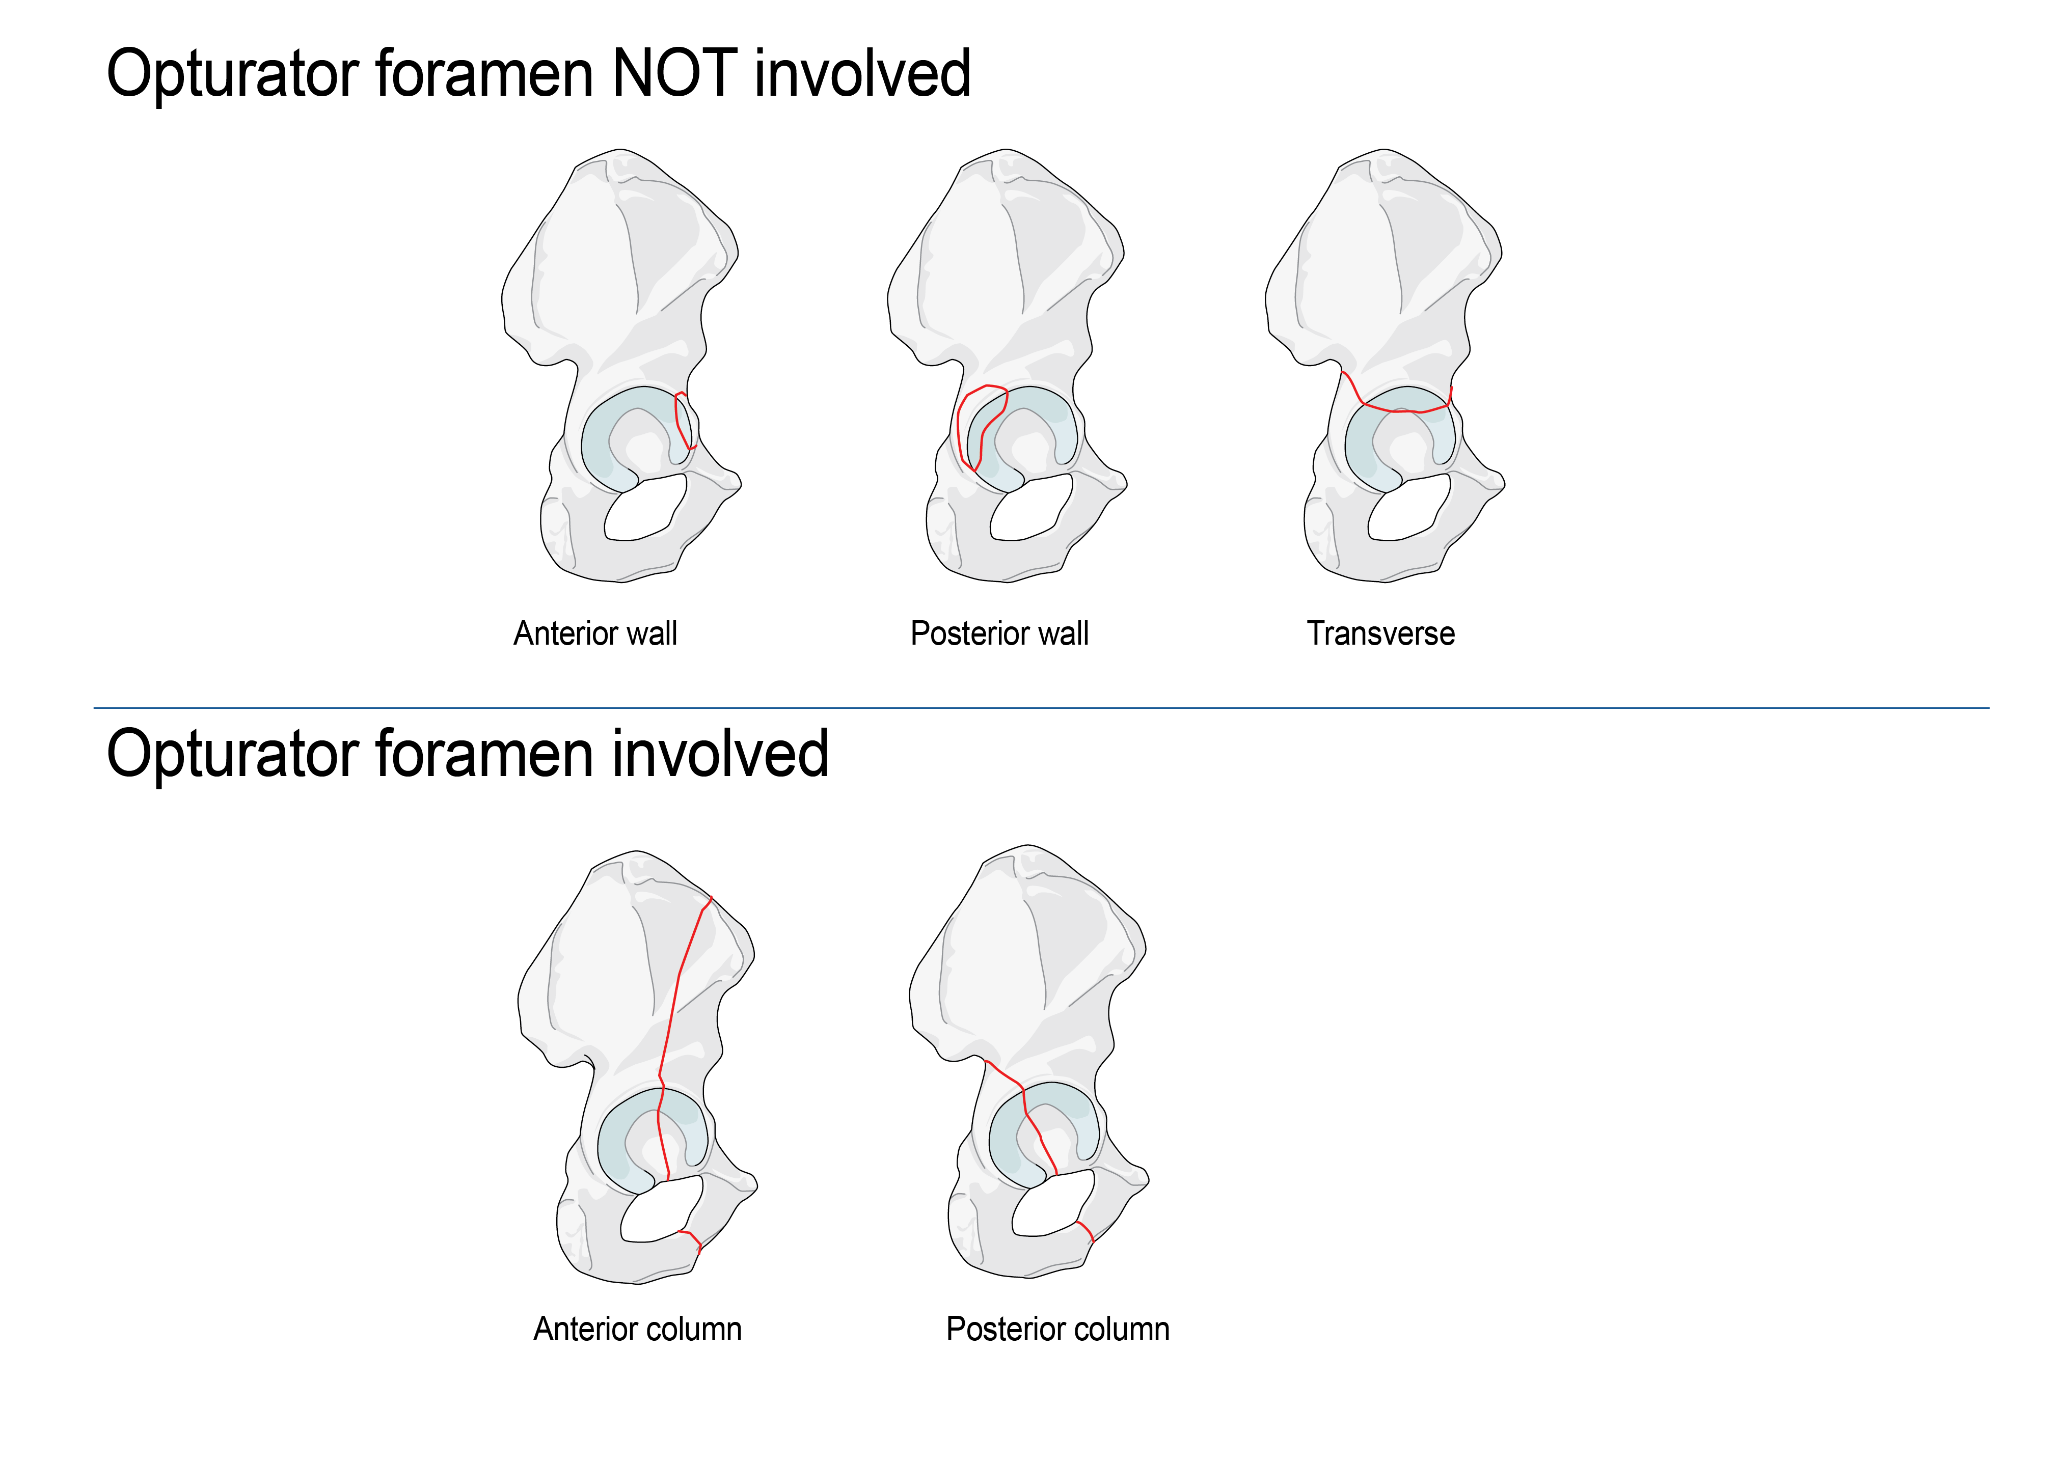 Opturator foramen NOT involved
Anterior wall
Posterior wall
Transverse
Opturator foramen involved
Anterior column
Posterior column